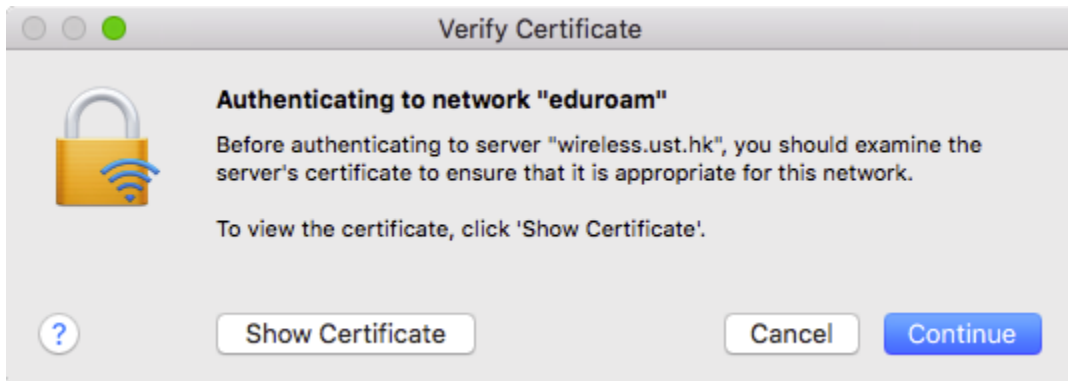 Verify Certificate
Authenticating to network "eduroam"
Before authenticating to server "wireless.ust.hk", you should examine the
server's certificate to ensure that it is appropriate for this network.
To view the certificate, click 'Show Certificate'.
?
Show Certificate
Cancel
Continue